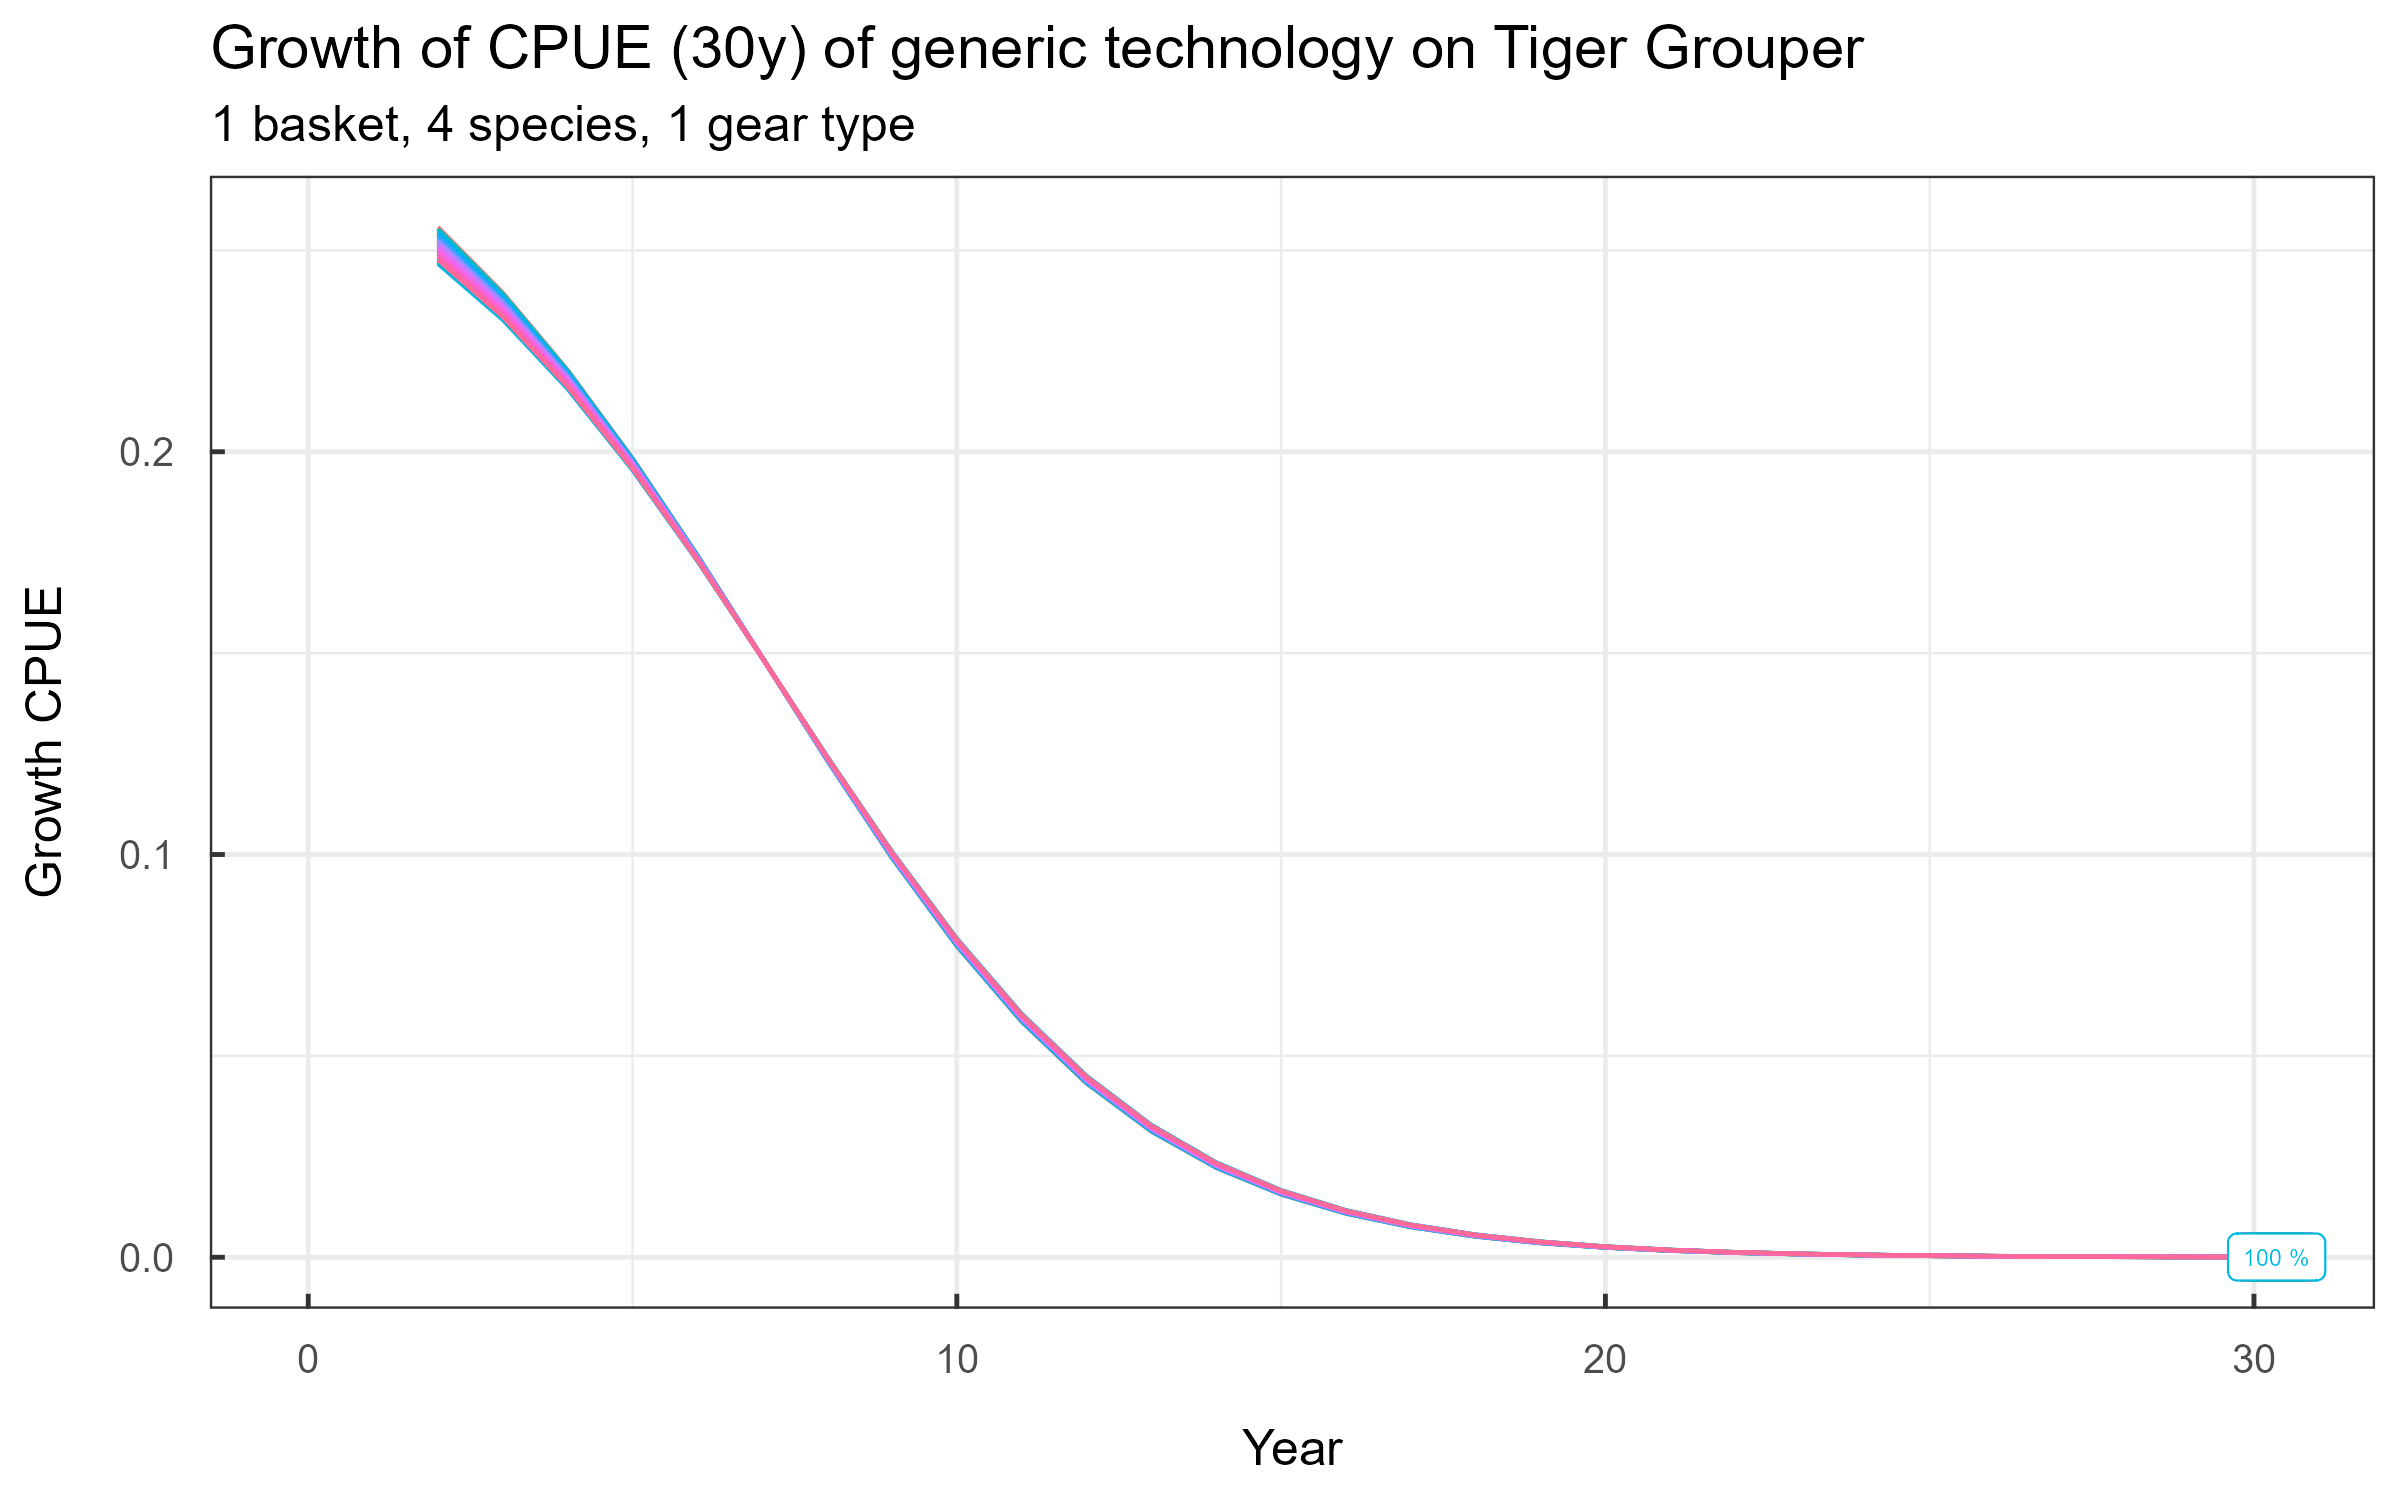 Growth of CPUE (30y) of generic technology on Tiger Grouper
1 basket, 4 species, 1 gear type
Growth CPUE
0.2
0.1
0.0
100 %
0
10
20
30
Year